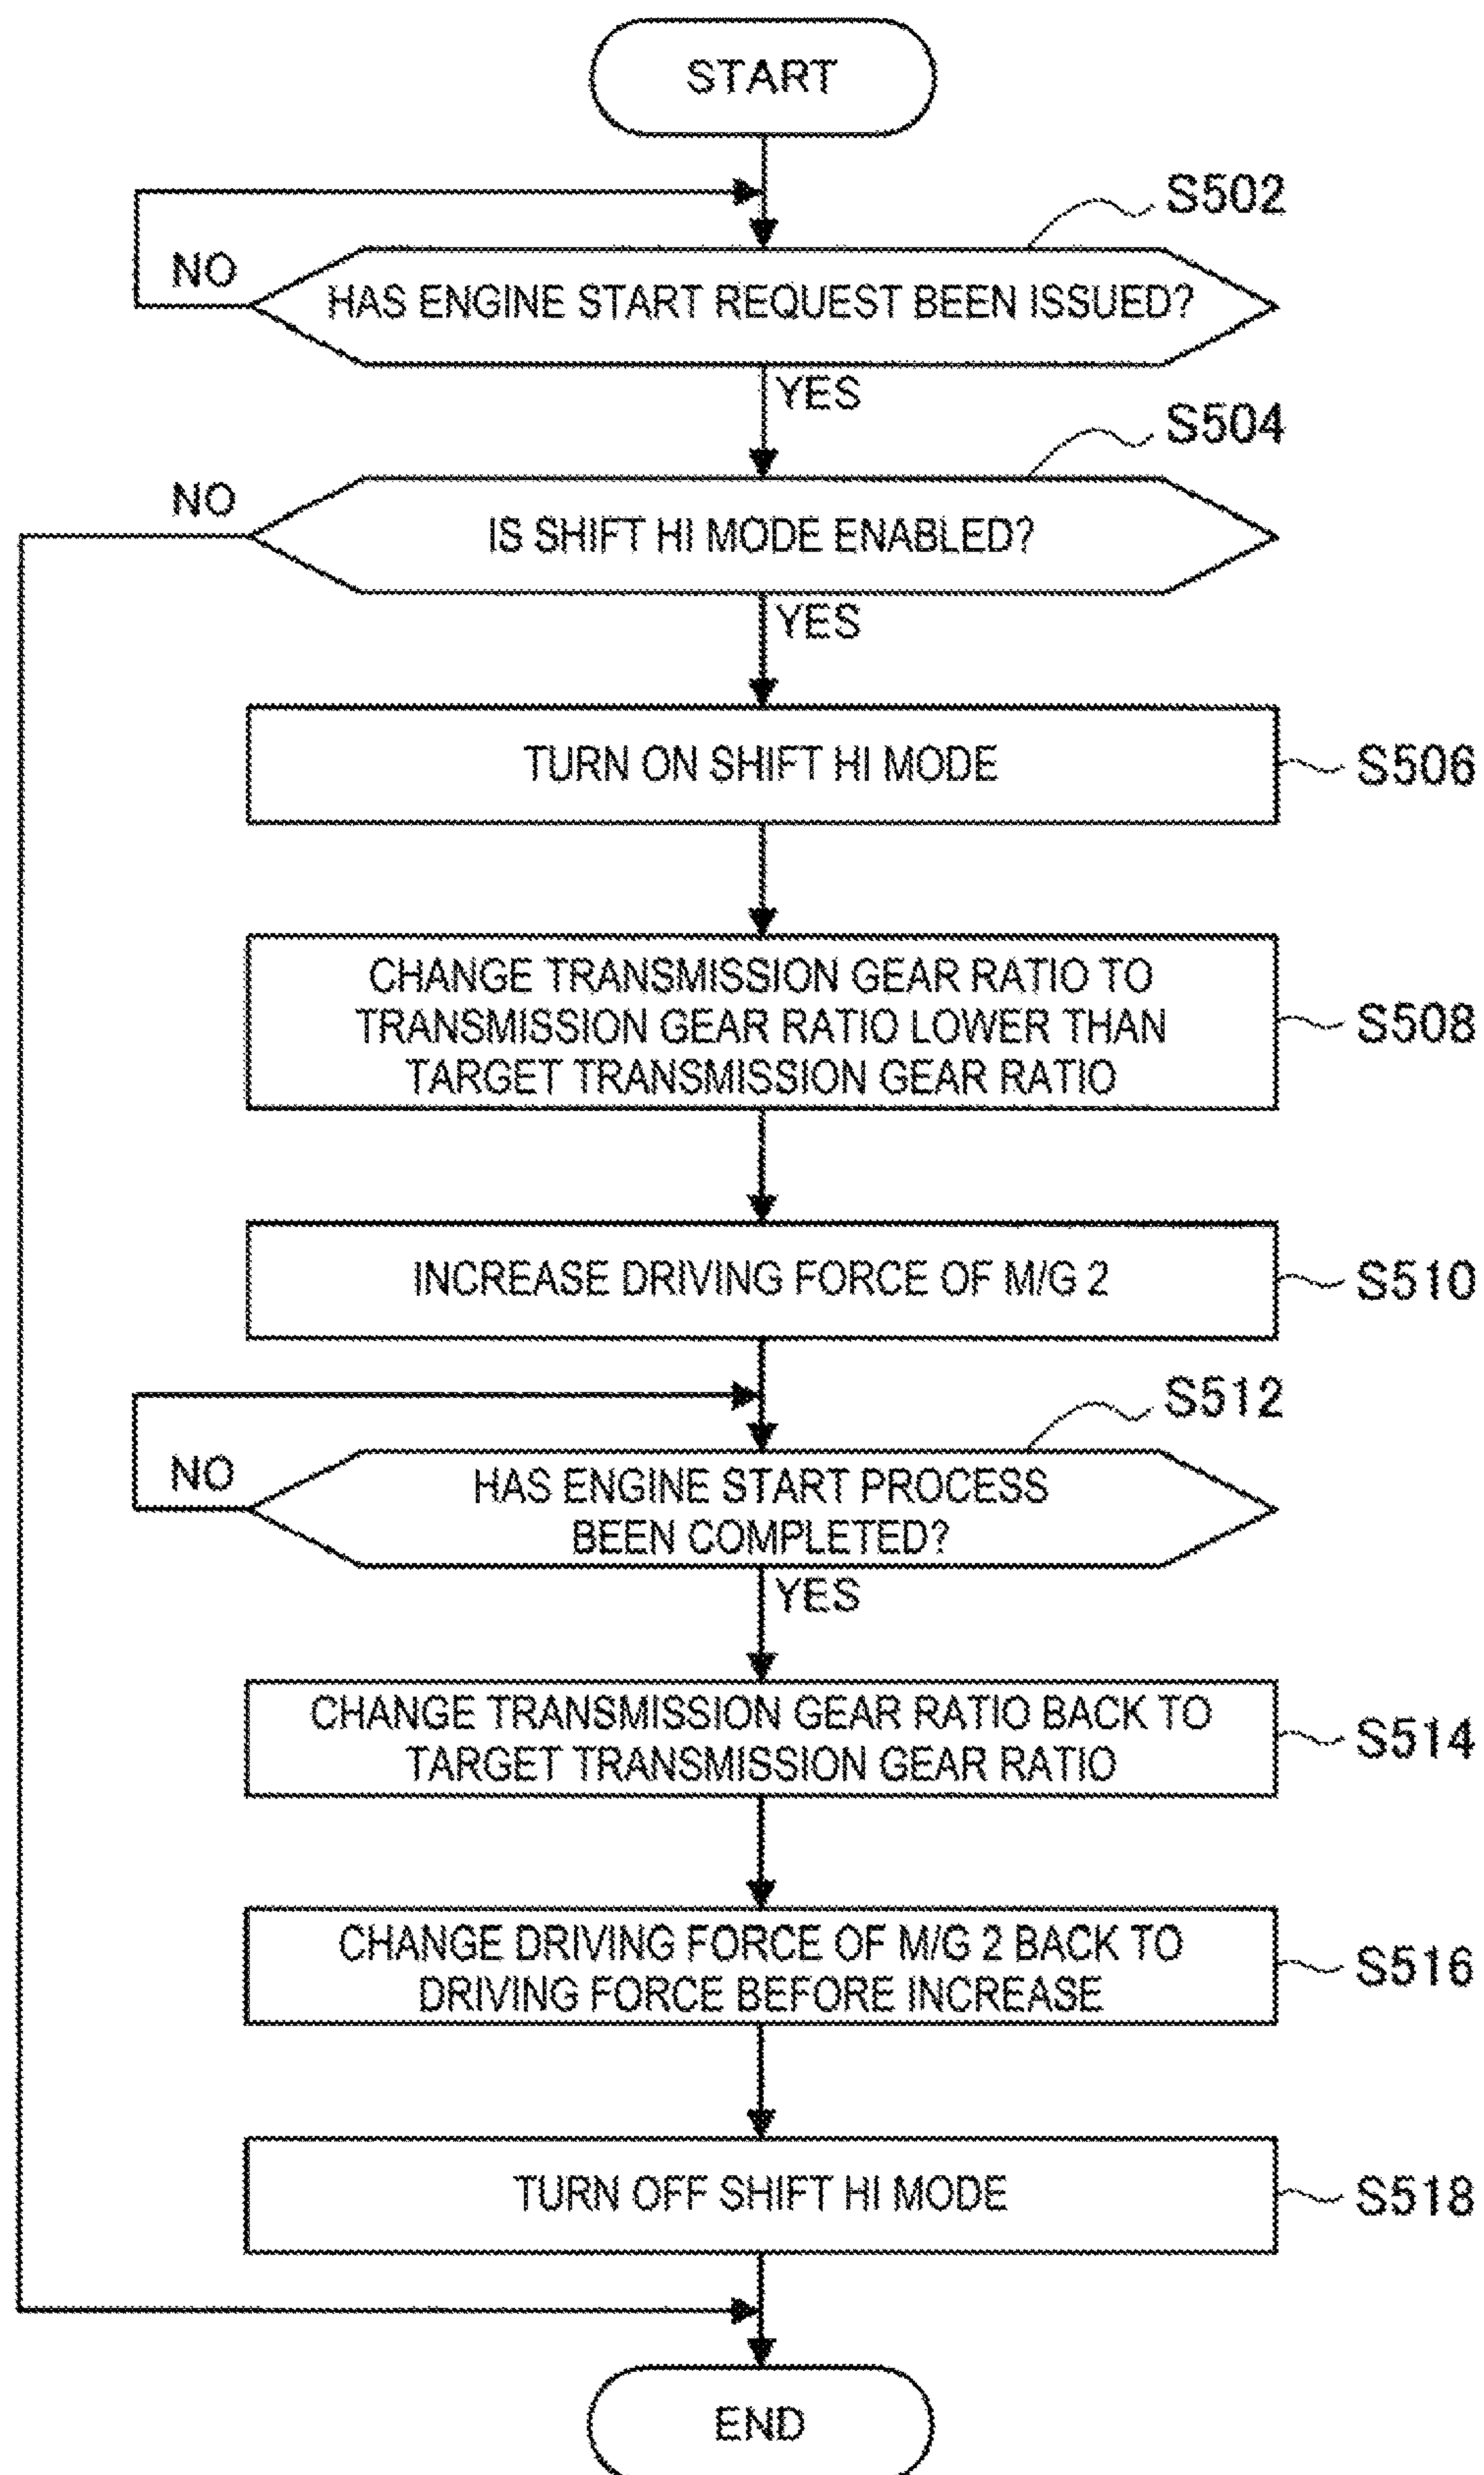 START
S502
NO
HAS ENGINE START REQUEST BEEN ISSUED?
YES
S504
NO
IS SHIFT HI MODE ENABLED?
YES
TURN ON SHIFT HI MODE
S506
CHANGE TRANSMISSION GEAR RATIO TO
TRANSMISSION GEAR RATIO LOWER THAN
TARGET TRANSMISSION GEAR RATIO
S508
INCREASE DRIVING FORCE OF M/G 2
S510
S512
NO
HAS ENGINE START PROCESS
BEEN COMPLETED?
YES
CHANGE TRANSMISSION GEAR RATIO BACK TO
TARGET TRANSMISSION GEAR RATIO
S514
CHANGE DRIVING FORCE OF M/G 2 BACK TO
DRIVING FORCE BEFORE INCREASE
S516
TURN OFF SHIFT HI MODE
S518
END